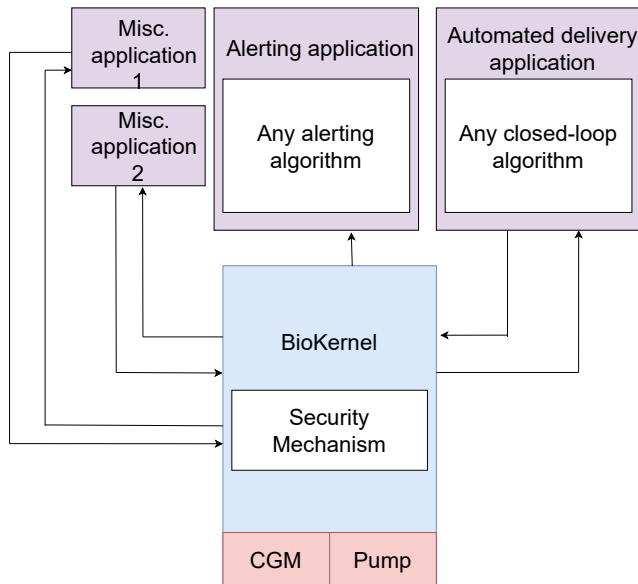 Misc.
application
1
Misc.
application
2
Alerting application
Any alerting
algorithm
Automated delivery
application
Any closed-loop
algorithm
BioKernel
Security
Mechanism
CGM
Pump